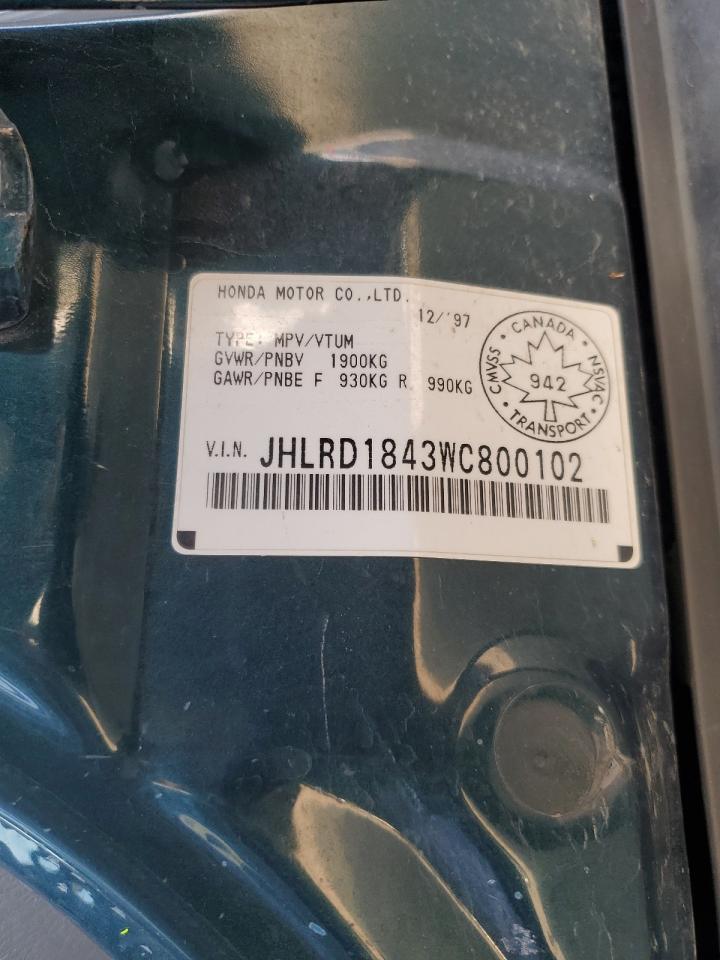 HONDA MOTOR CO.,LTD.
12/'97
TYPE: MPV/VTUM
GVWR/PNBV 1900KG
GAWR/PNBE F 930KG R 990KG
CANADA
CMVSS
NSVAC
942
TRANSPORT
V.I.N. JHLRD1843WC800102